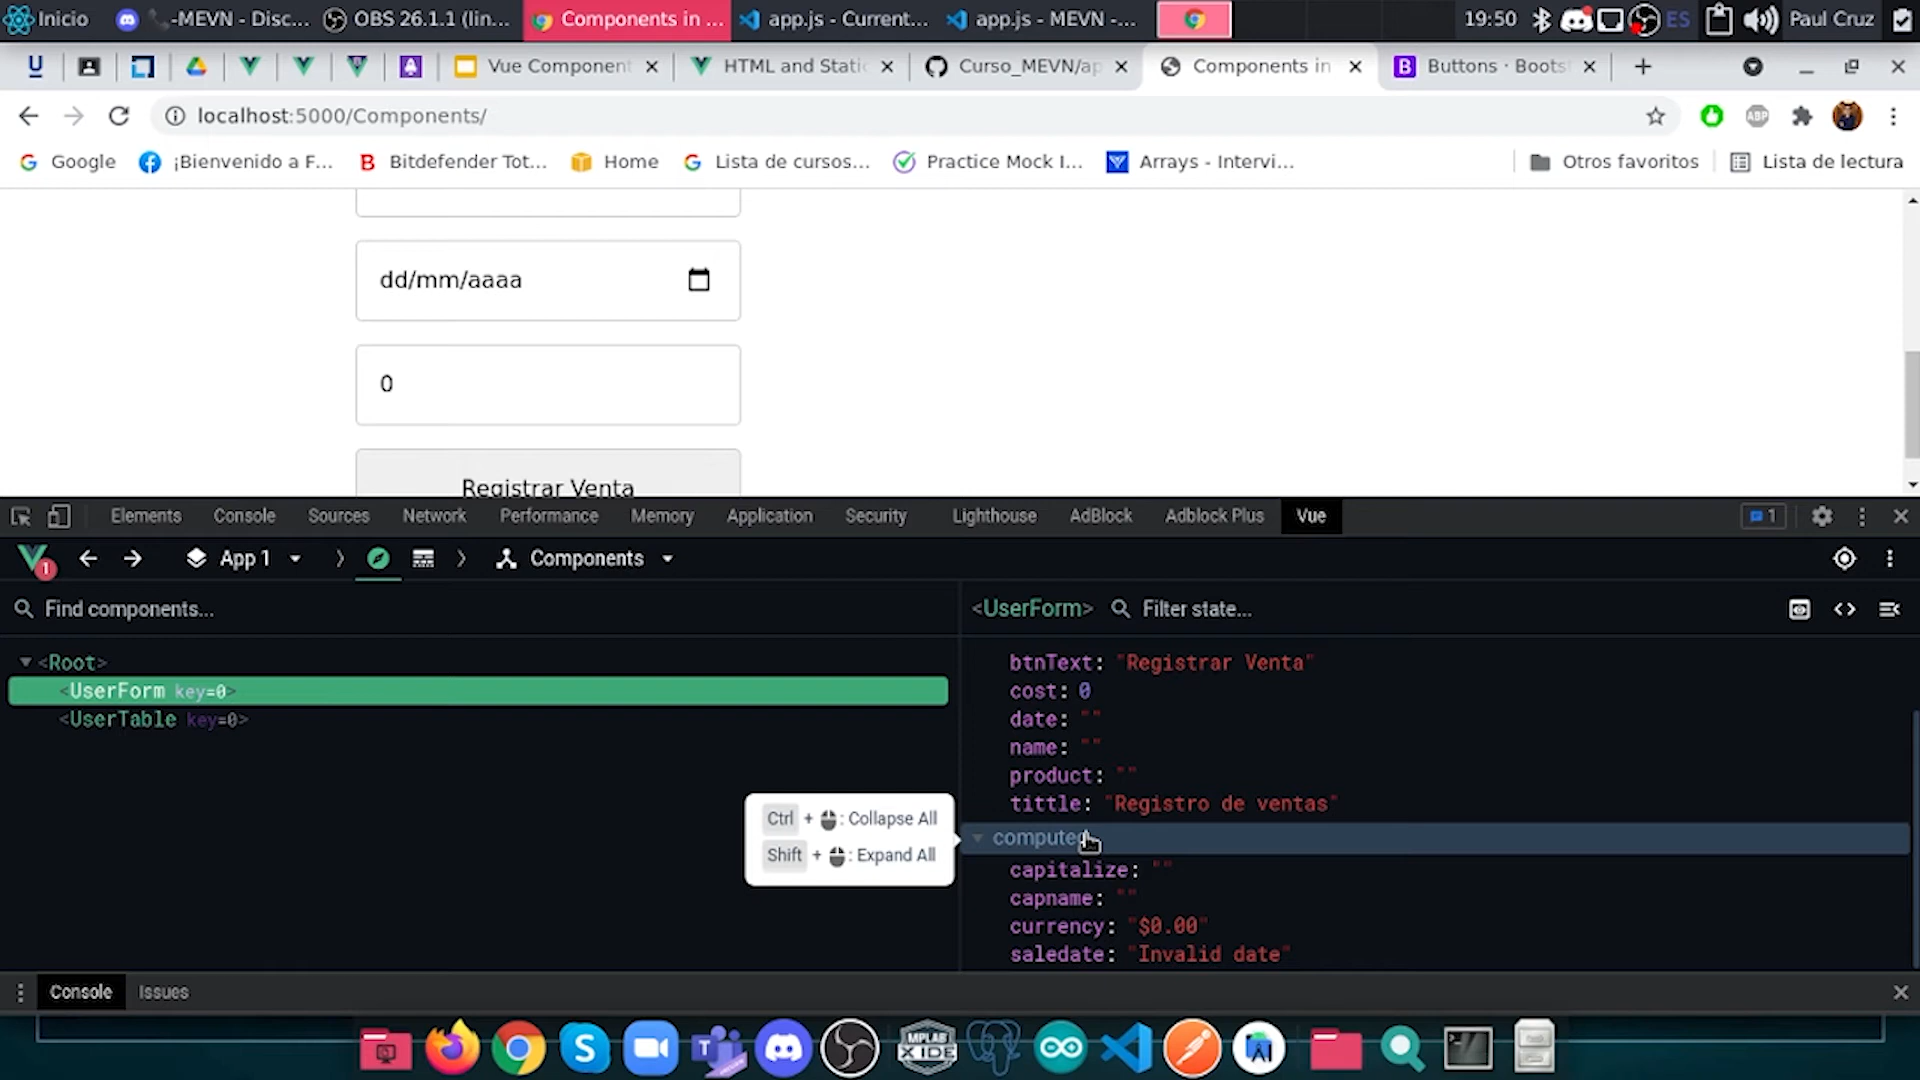 Inicio
-MEVN - Disc...
OBS 26.1.1 (lin...
Components in ...
app.js - Current...
app.js - MEVN -...
19:50
ES
Paul Cruz
U
Vue Component
HTML and Stati
Curso_MEVN/ap
Components in
B
Buttons · Boots
localhost:5000/Components/
ABP
Google
¡Bienvenido a F...
B
Bitdefender Tot...
Home
Lista de cursos...
Practice Mock I...
Arrays - Intervi...
Otros favoritos
Lista de lectura
dd/mm/aaaa
0
Registrar Venta
Elements
Console
Sources
Network
Performance
Memory
Application
Security
Lighthouse
AdBlock
Adblock Plus
Vue
1
1
App 1
Components
Find components...
<UserForm>
Filter state...
<Root>
<UserForm key=0>
<UserTable key=0>
btnText: "Registrar Venta"
cost: 0
date: ""
name: ""
product: ""
tittle: "Registro de ventas"
Ctrl + : Collapse All
Shift + : Expand All
compute
capitalize: ""
capname: ""
currency: "$0.00"
saledate: "Invalid date"
Console
Issues
S
T
MPLAB
X IDE